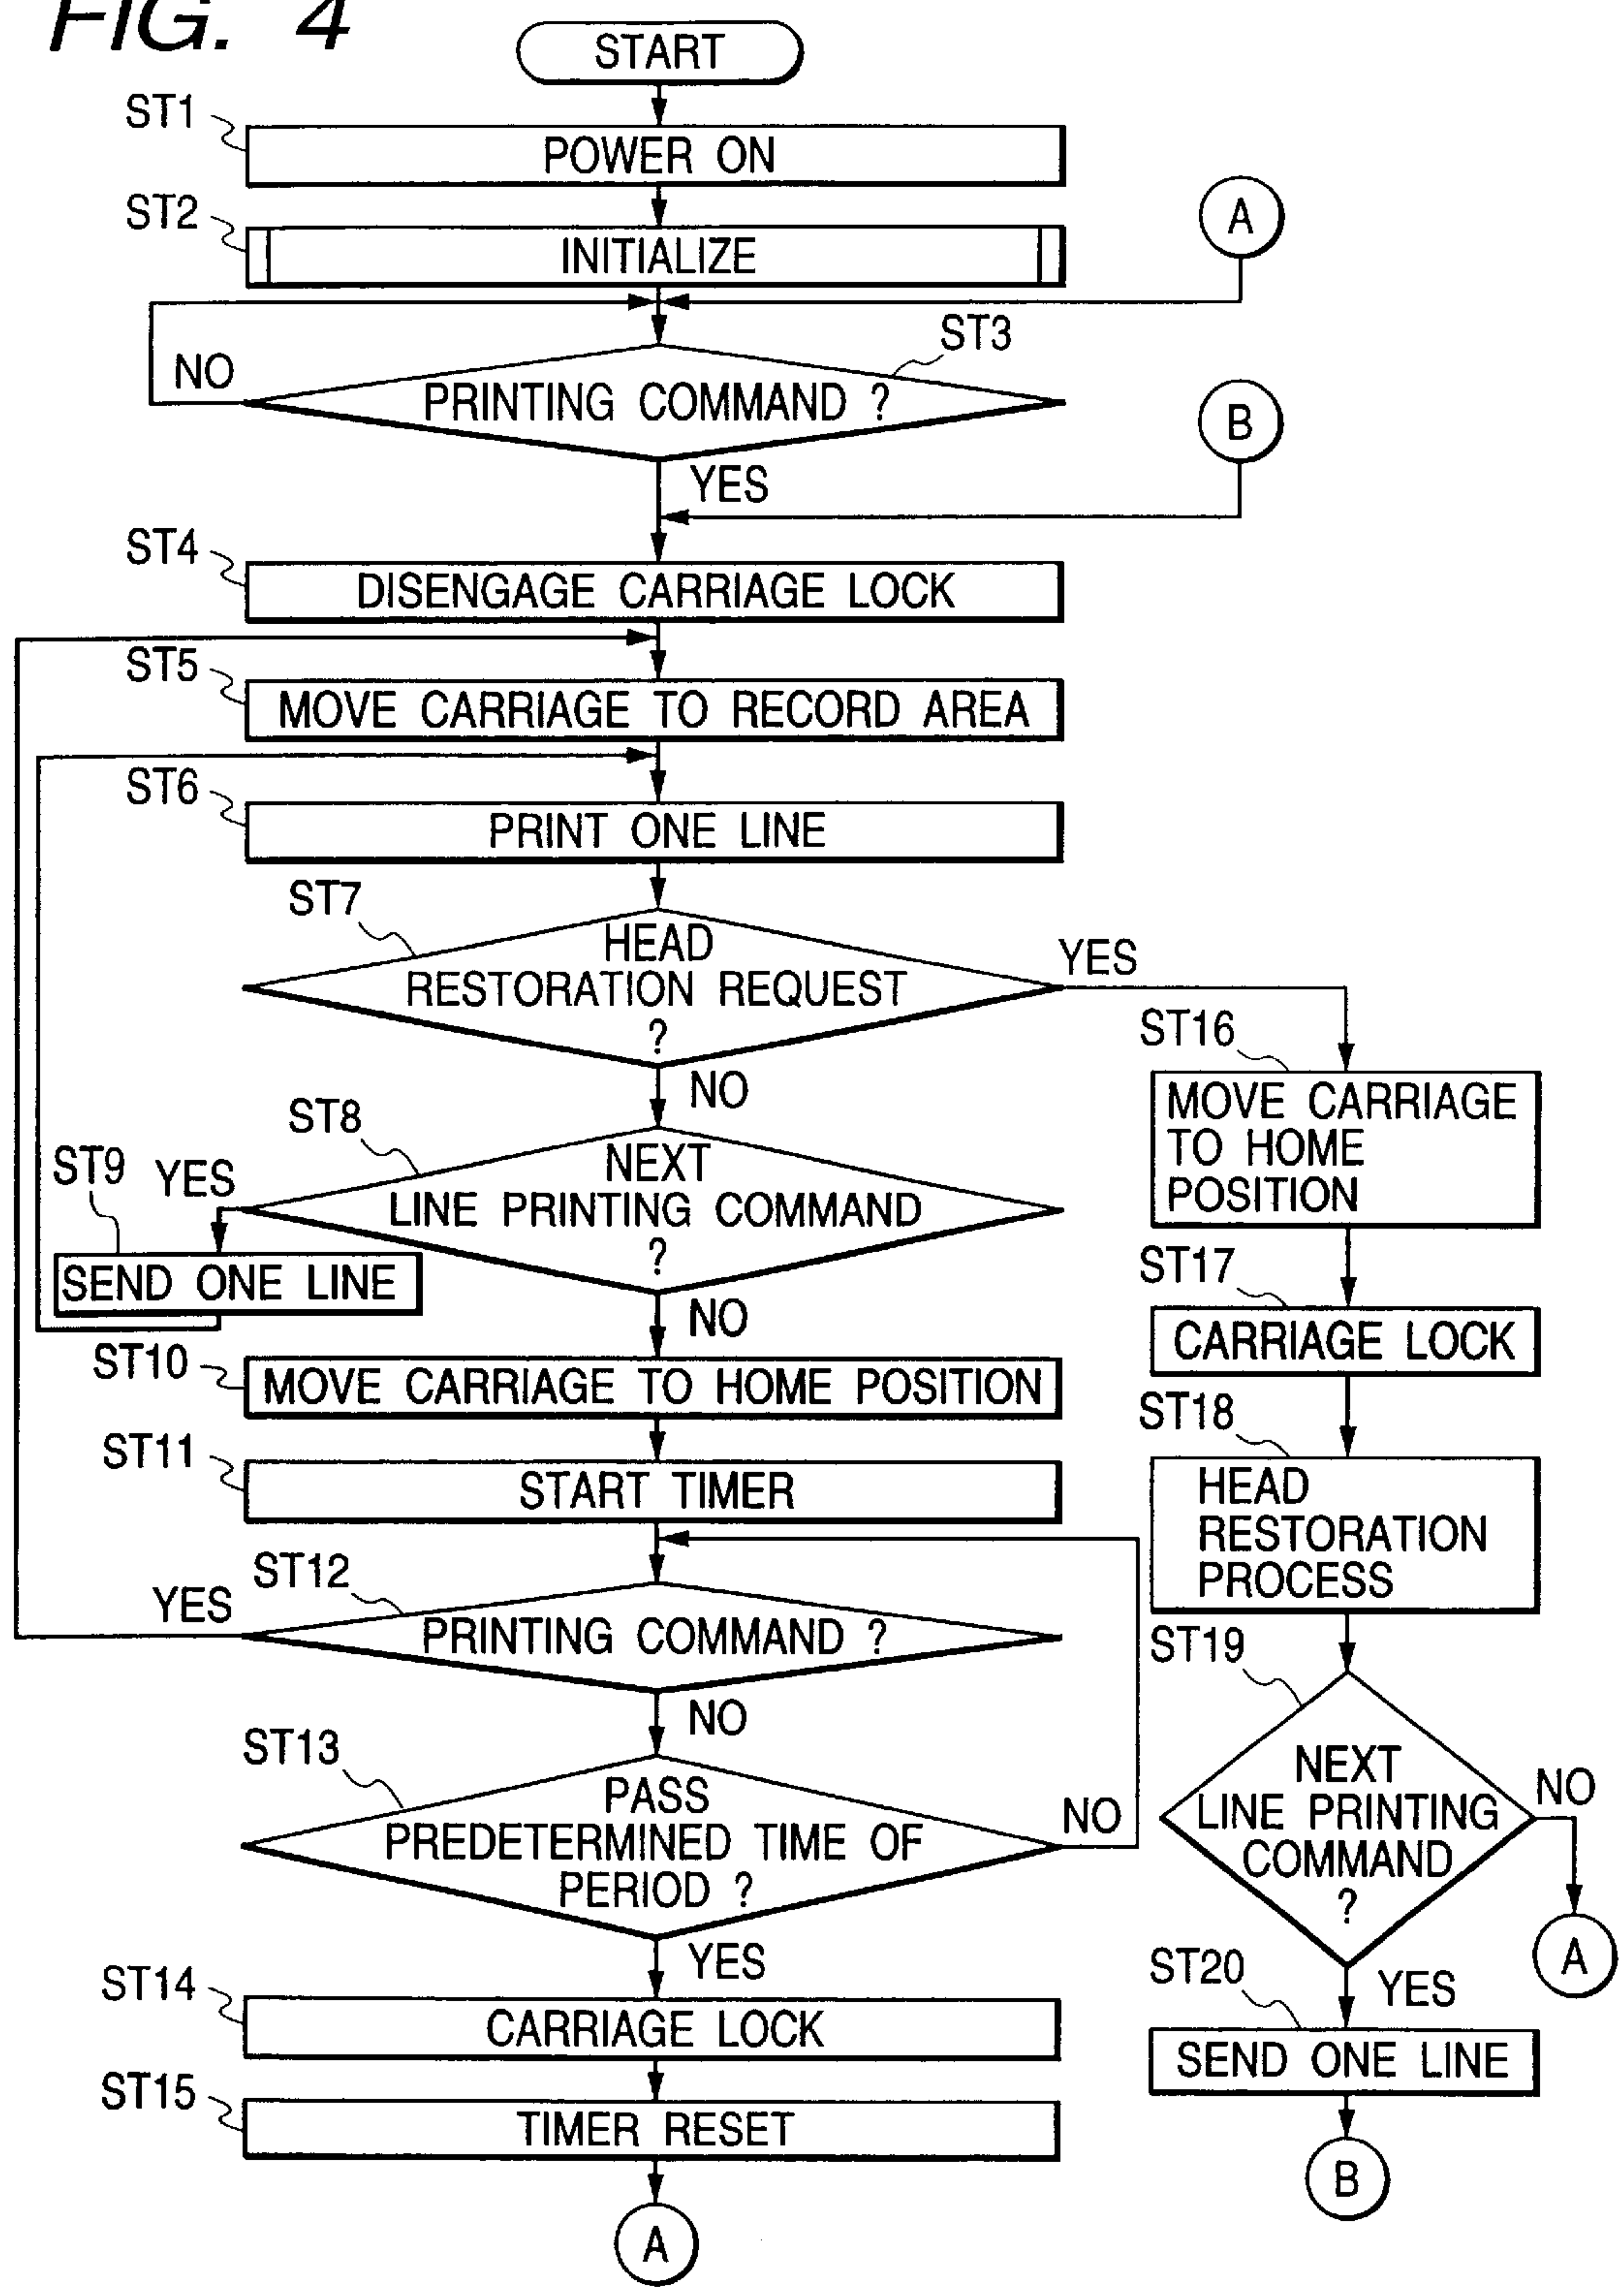 FIG. 4
START
ST1
POWER ON
ST2
INITIALIZE
A
ST3
NO
PRINTING COMMAND ?
B
YES
ST4
DISENGAGE CARRIAGE LOCK
ST5
MOVE CARRIAGE TO RECORD AREA
ST6
PRINT ONE LINE
ST7
HEAD
RESTORATION REQUEST
?
YES
NO
ST8
NEXT
LINE PRINTING COMMAND
?
ST9
YES
SEND ONE LINE
NO
ST10
MOVE CARRIAGE TO HOME POSITION
ST11
START TIMER
ST12
YES
PRINTING COMMAND ?
NO
ST13
PASS
PREDETERMINED TIME OF
PERIOD ?
NO
YES
ST14
CARRIAGE LOCK
ST15
TIMER RESET
A
ST16
MOVE CARRIAGE
TO HOME
POSITION
ST17
CARRIAGE LOCK
ST18
HEAD
RESTORATION
PROCESS
ST19
NEXT
LINE PRINTING
COMMAND
?
NO
A
ST20
YES
SEND ONE LINE
B